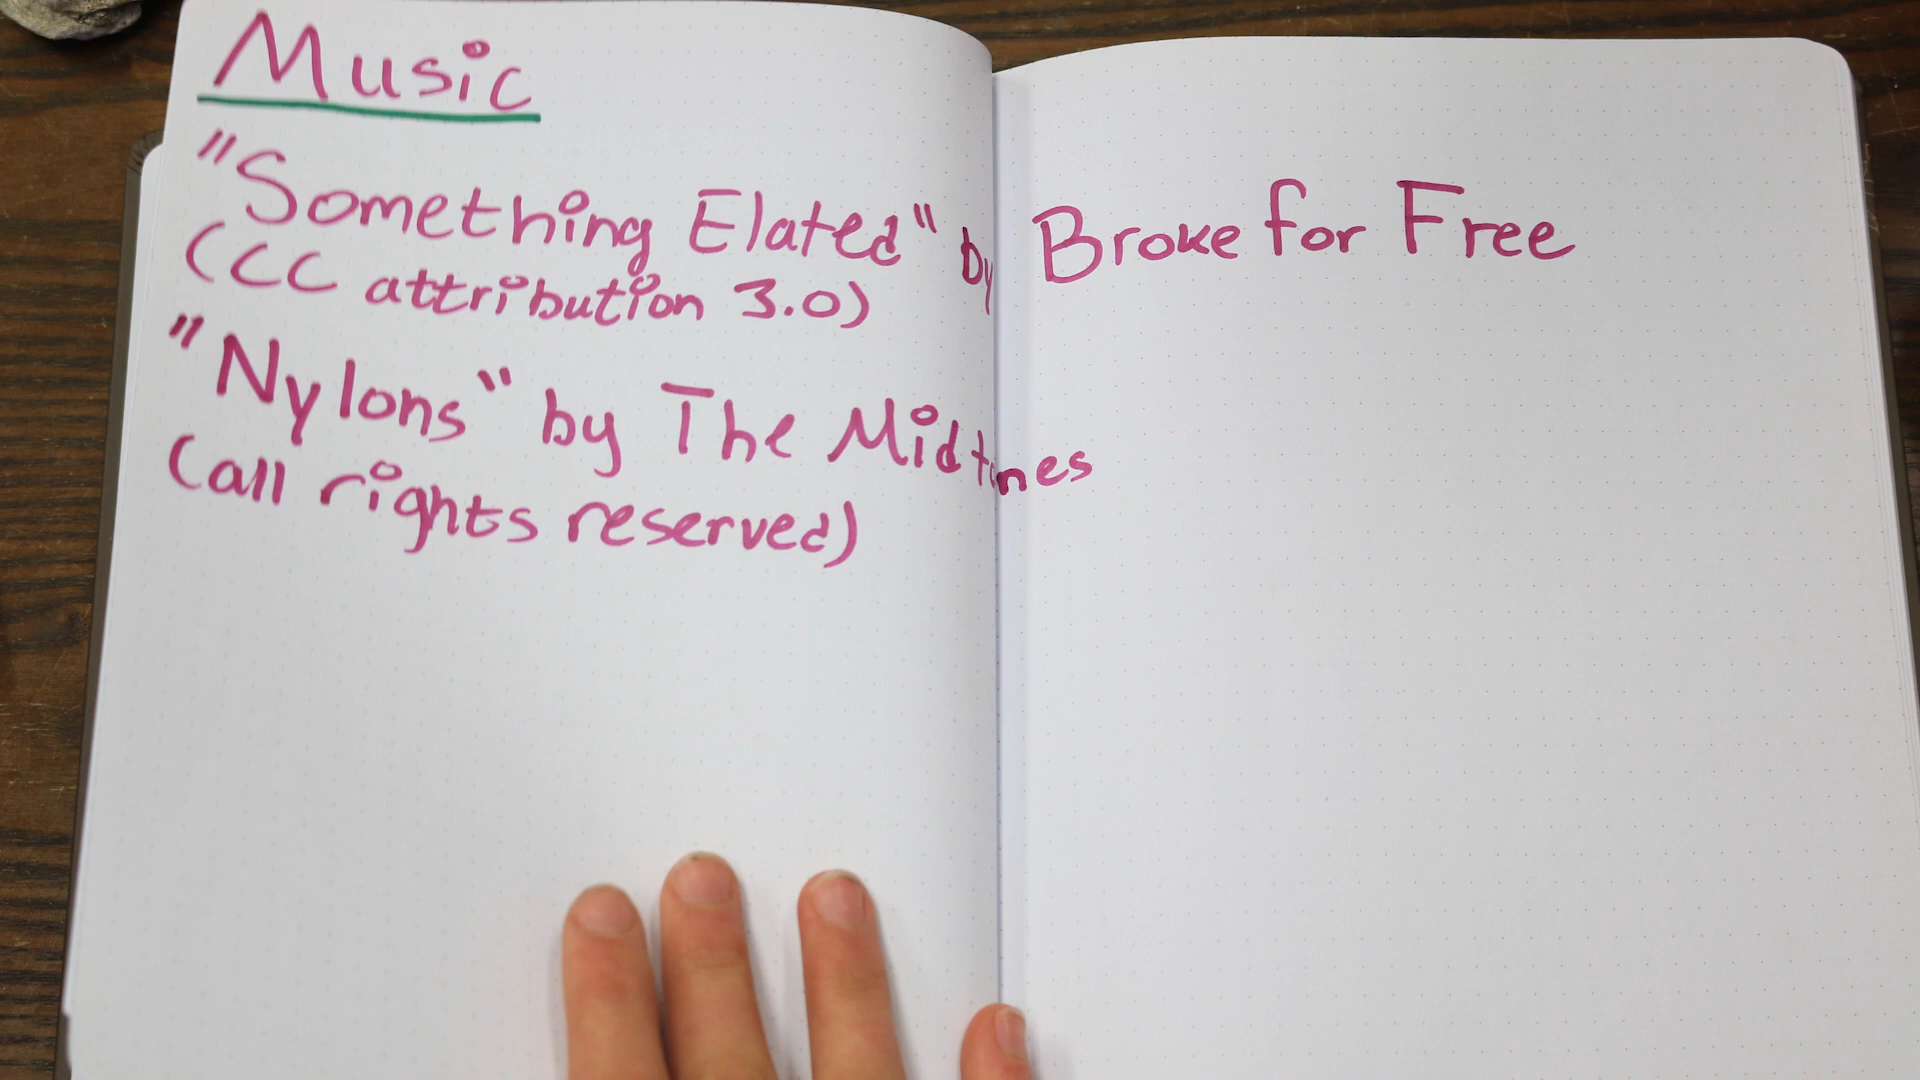 Music
"Something Elated" by Broke for Free
(CC attribution 3.0)
"Nylons" by The Midtones
(all rights reserved)